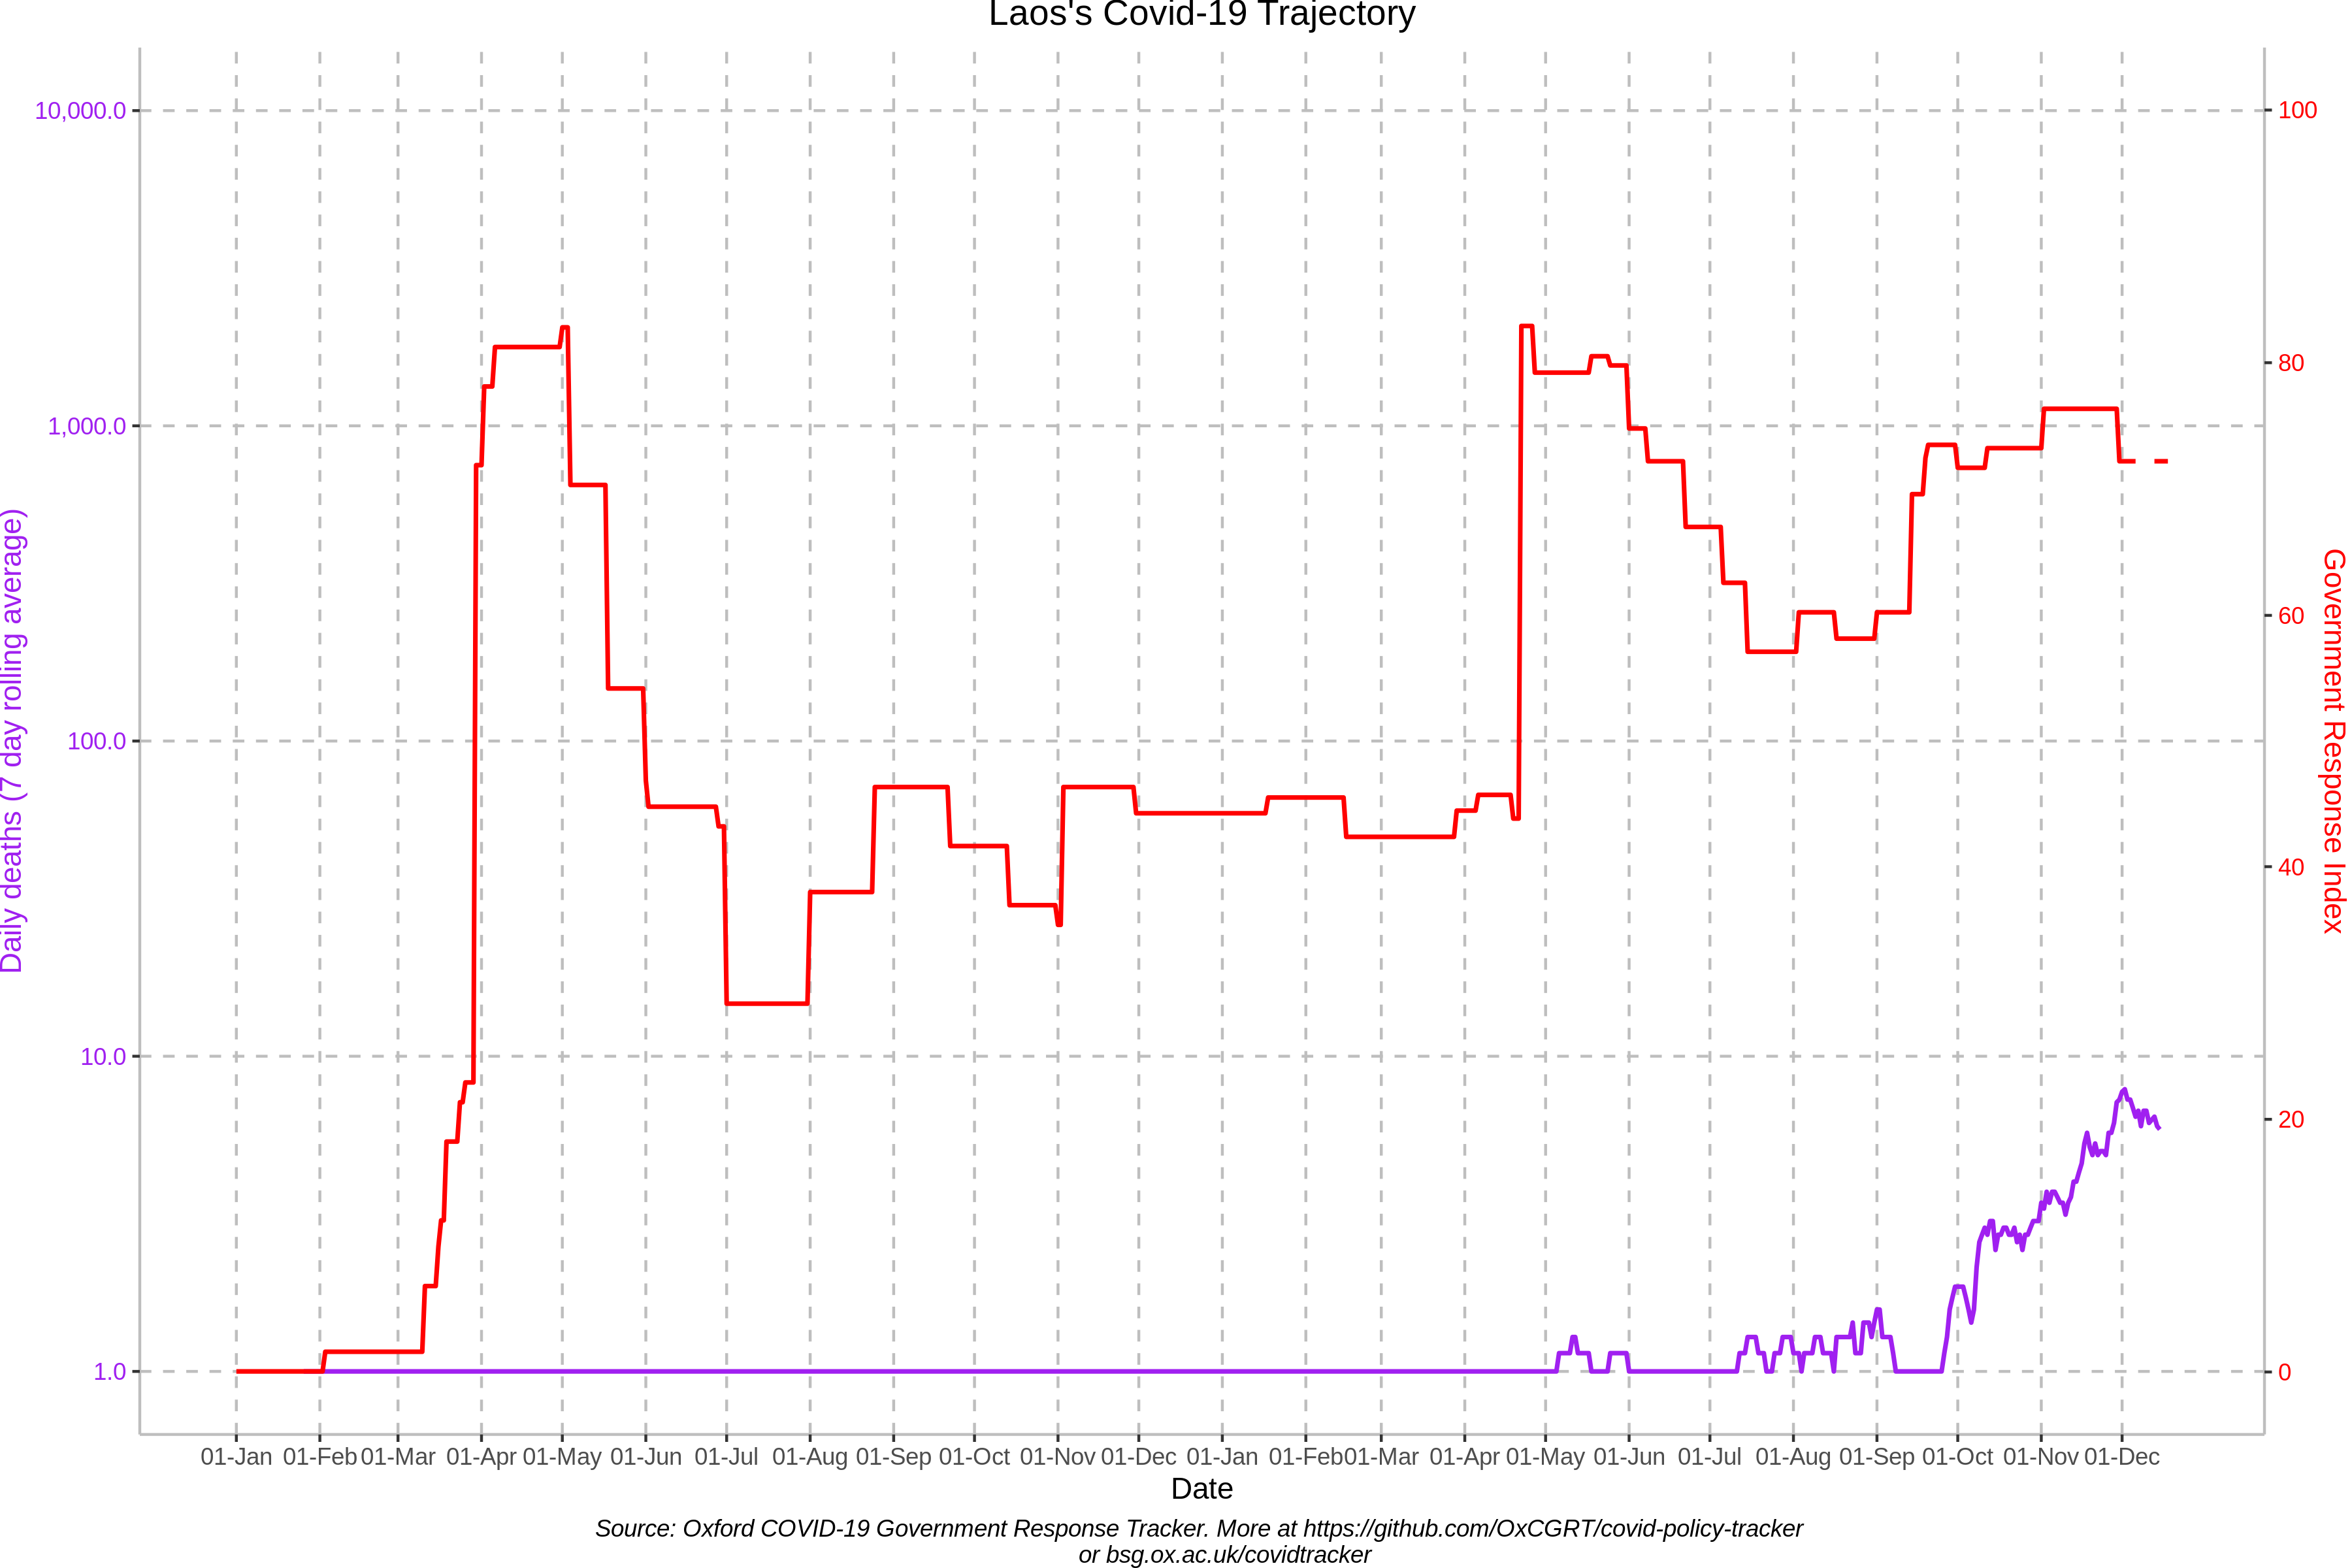 Laos's Covid-19 Trajectory
10,000.0
1,000.0
100.0
10.0
1.0
Daily deaths (7 day rolling average)
100
80
60
40
20
0
Government Response Index
01-Jan 01-Feb 01-Mar 01-Apr 01-May 01-Jun 01-Jul 01-Aug 01-Sep 01-Oct 01-Nov 01-Dec 01-Jan 01-Feb 01-Mar 01-Apr 01-May 01-Jun 01-Jul 01-Aug 01-Sep 01-Oct 01-Nov 01-Dec
Date
Source: Oxford COVID-19 Government Response Tracker. More at https://github.com/OxCGRT/covid-policy-tracker
or bsg.ox.ac.uk/covidtracker